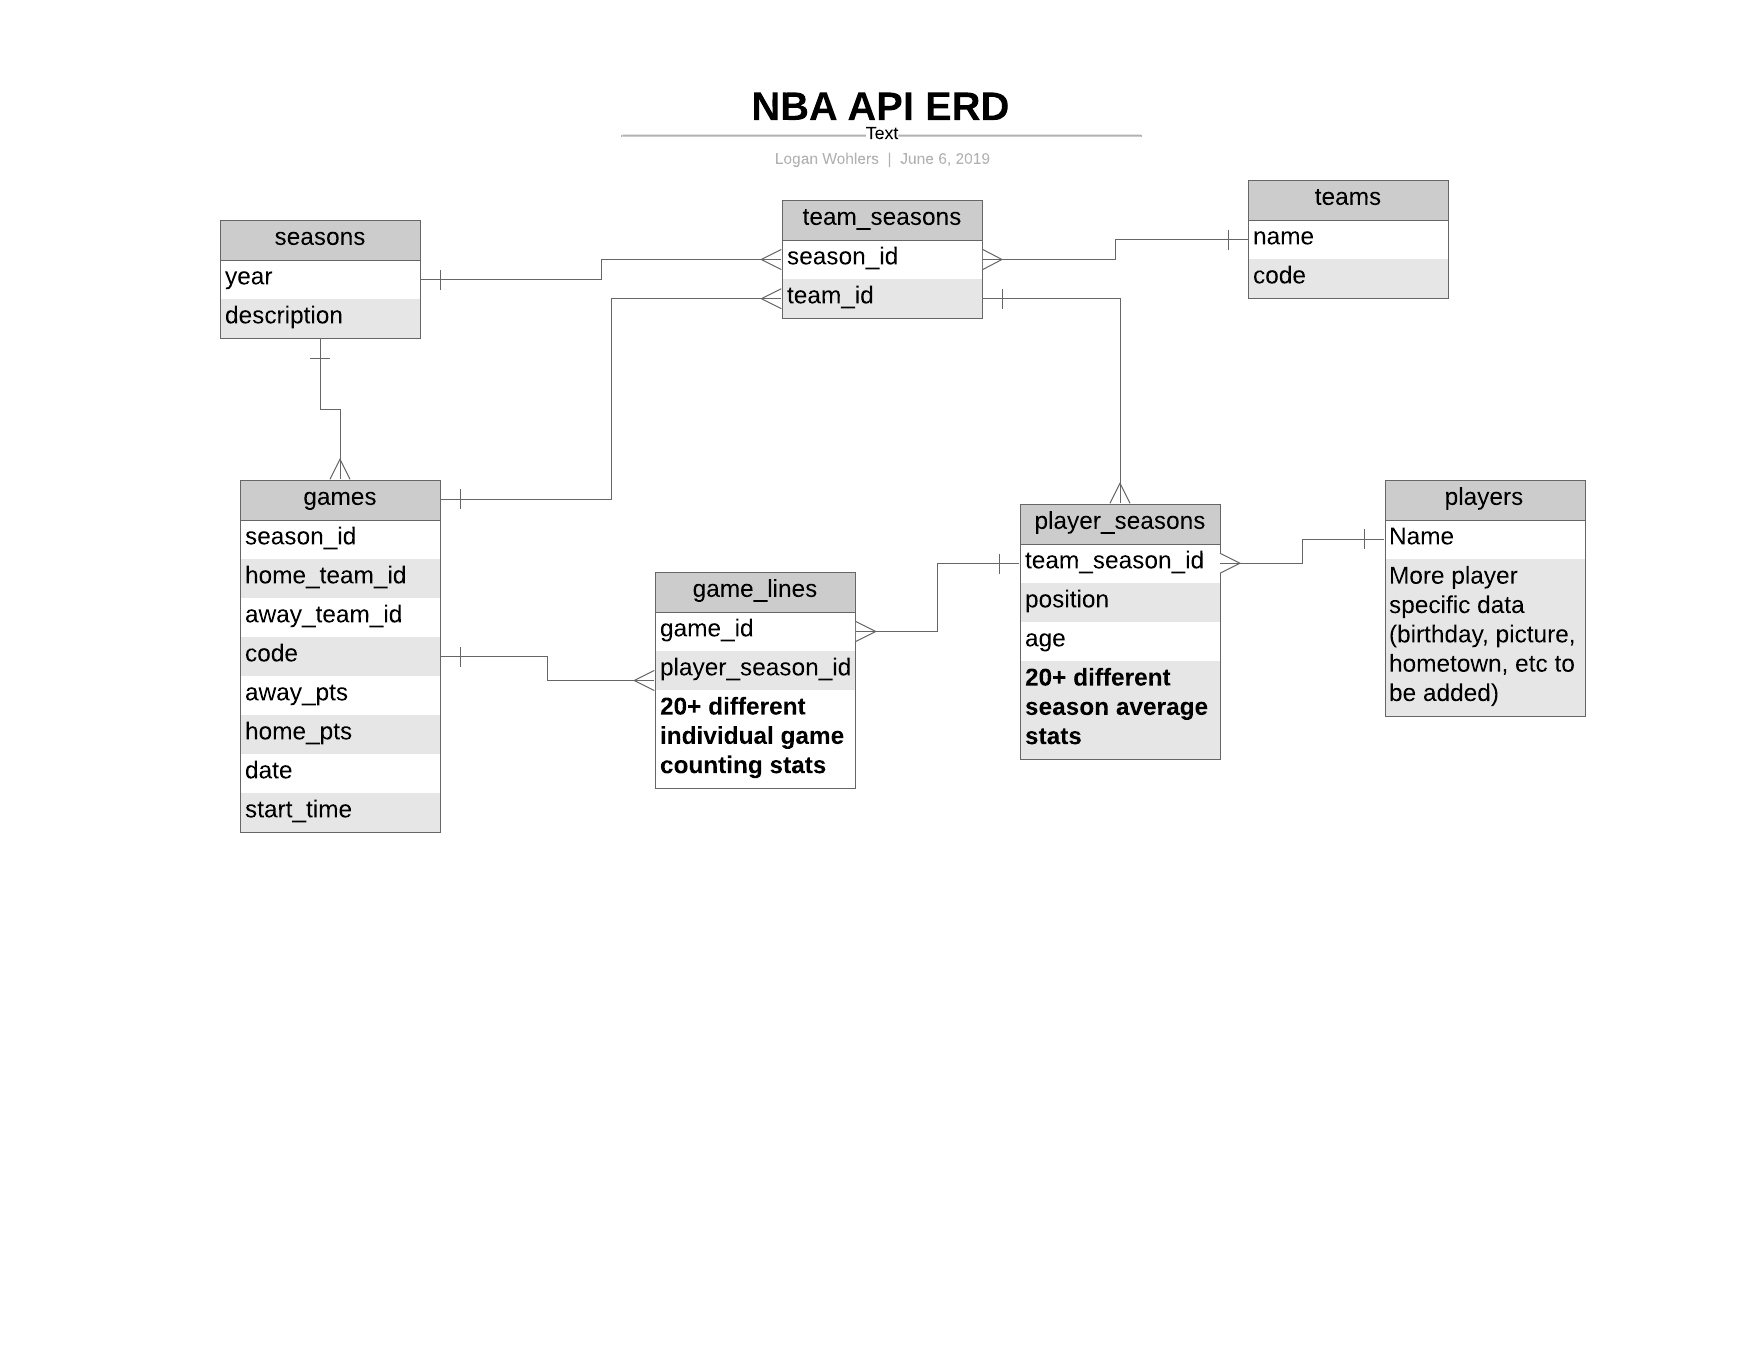 NBA API ERD
Text
Logan Wohlers | June 6, 2019
seasons
year
description
team_seasons
season_id
team_id
teams
name
code
games
season_id
home_team_id
away_team_id
code
away_pts
home_pts
date
start_time
game_lines
game_id
player_season_id
20+ different
individual game
counting stats
player_seasons
team_season_id
position
age
20+ different
season average
stats
players
Name
More player
specific data
(birthday, picture,
hometown, etc to
be added)